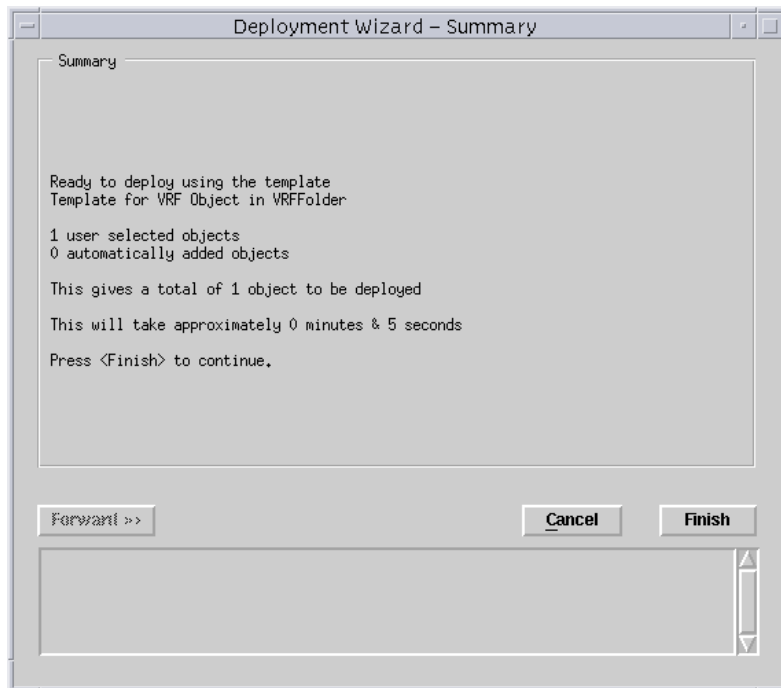 Deployment Wizard – Summary
Summary
Ready to deploy using the template
Template for VRF Object in VRFFolder
1 user selected objects
0 automatically added objects
This gives a total of 1 object to be deployed
This will take approximately 0 minutes & 5 seconds
Press <Finish> to continue.
Forward >>
Cancel
Finish